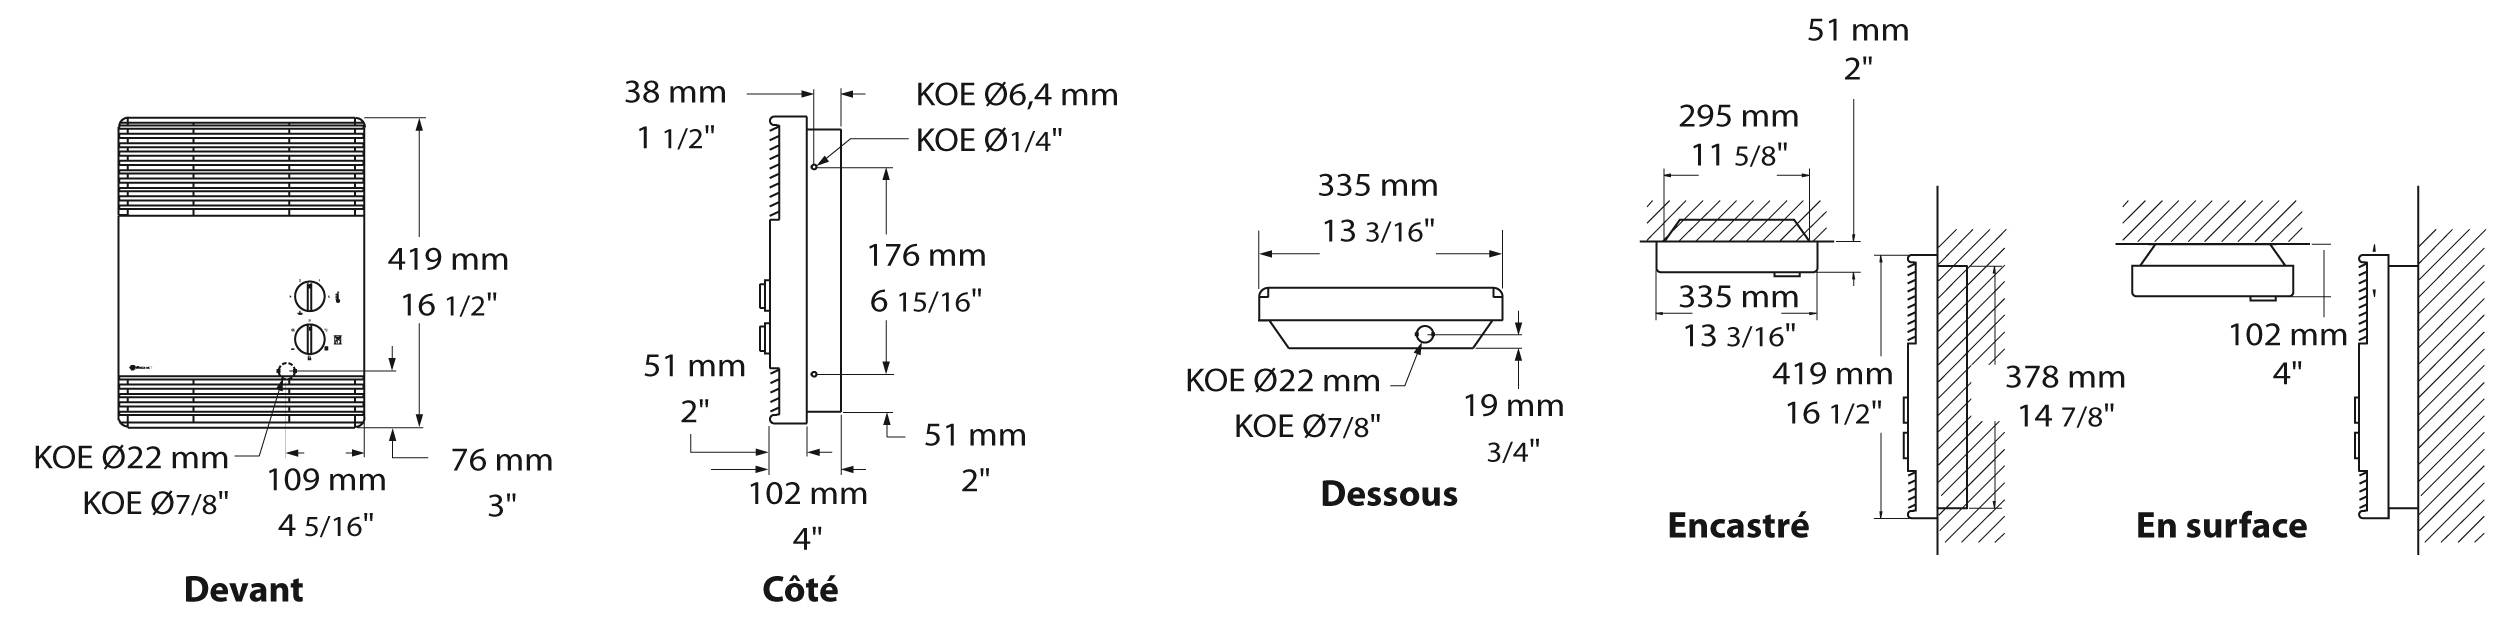 419 mm
16 1/2"
KOE Ø22 mm
KOE Ø7/8"
109 mm
4 5/16"
76 mm
3"
Devant
38 mm
1 1/2"
KOE Ø6,4 mm
KOE Ø1/4"
176 mm
6 15/16"
51 mm
2"
51 mm
2"
102 mm
4"
Côté
335 mm
13 3/16"
KOE Ø22 mm
KOE Ø7/8"
19 mm
3/4"
Dessous
51 mm
2"
295 mm
11 5/8"
335 mm
13 3/16"
419 mm
16 1/2"
378 mm
14 7/8"
Encastré
102 mm
4"
En surface